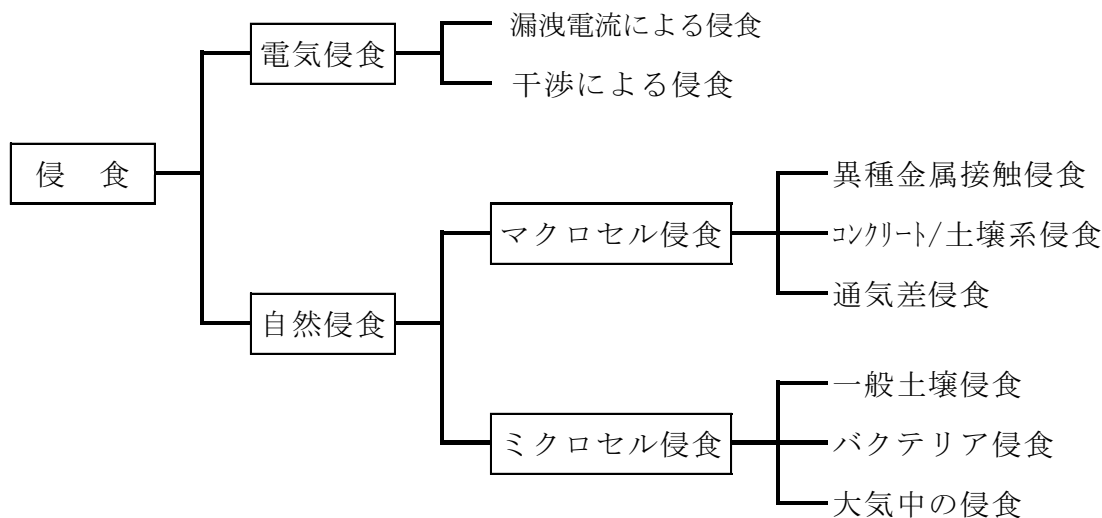 漏洩電流による侵食
電気侵食
干渉による侵食
侵　食
異種金属接触侵食
マクロセル侵食
ｺﾝｸﾘｰﾄ/土壌系侵食
通気差侵食
自然侵食
一般土壌侵食
ミクロセル侵食
バクテリア侵食
大気中の侵食